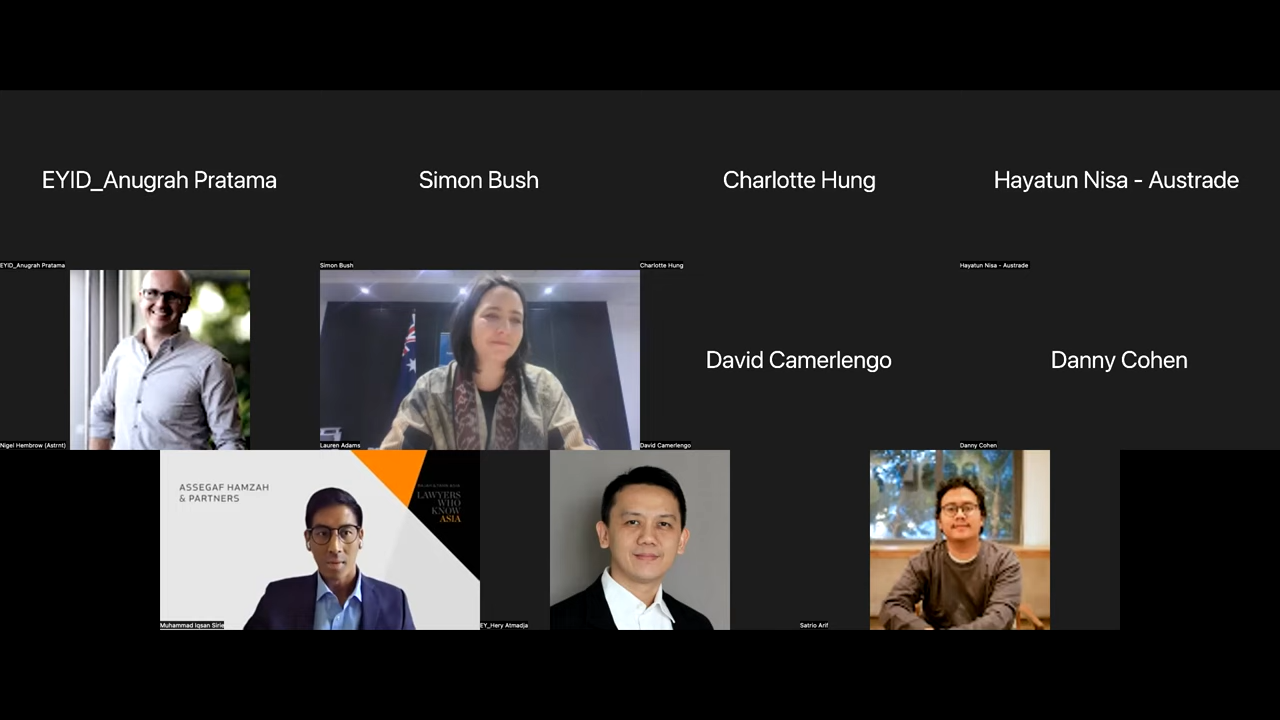 EYID_Anugrah Pratama
Simon Bush
Charlotte Hung
Hayatun Nisa - Austrade
EYID_Anugrah Pratama
Simon Bush
Charlotte Hung
Hayatun Nisa - Austrade
David Camerlengo
Danny Cohen
Nigel Hembrow (Astrnt)
Lauren Adams
David Camerlengo
Danny Cohen
ASSEGAF HAMZAH
& PARTNERS
LAWYERS
WHO
KNOW
ASIA
Muhammad Iqsan Sirie
EY_Hery Atmadja
Satrio Arif